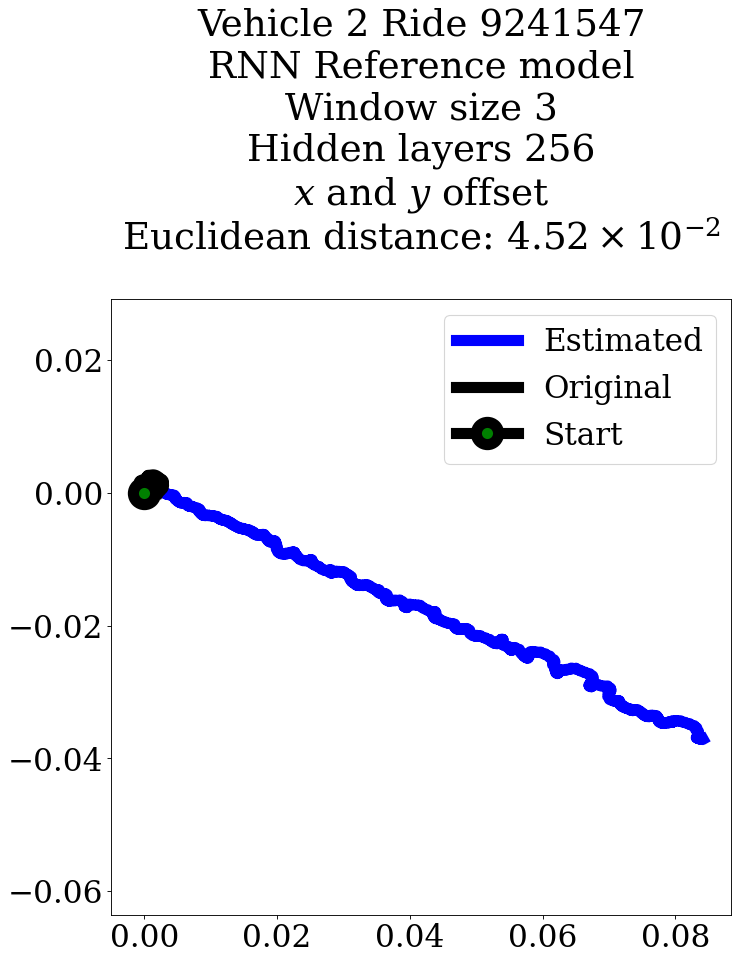 Vehicle 2 Ride 9241547
RNN Reference model
Window size 3
Hidden layers 256
x and y offset
Euclidean distance: 4.52 × 10⁻²
Estimated
Original
Start
0.02
0.00
−0.02
−0.04
−0.06
0.00 0.02 0.04 0.06 0.08